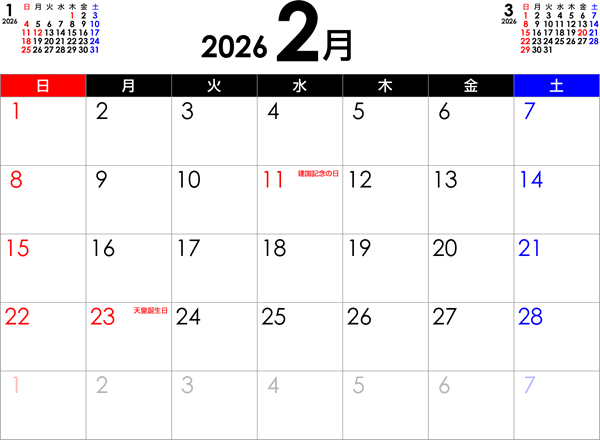 1
2026
日 月 火 水 木 金 土
1 2 3
4 5 6 7 8 9 10
11 12 13 14 15 16 17
18 19 20 21 22 23 24
25 26 27 28 29 30 31
2026 2月
3
2026
日 月 火 水 木 金 土
1 2 3 4 5 6 7
8 9 10 11 12 13 14
15 16 17 18 19 20 21
22 23 24 25 26 27 28
29 30 31
日 月 火 水 木 金 土
1 2 3 4 5 6 7
8 9 10 11 建国記念の日 12 13 14
15 16 17 18 19 20 21
22 23 天皇誕生日 24 25 26 27 28
1 2 3 4 5 6 7